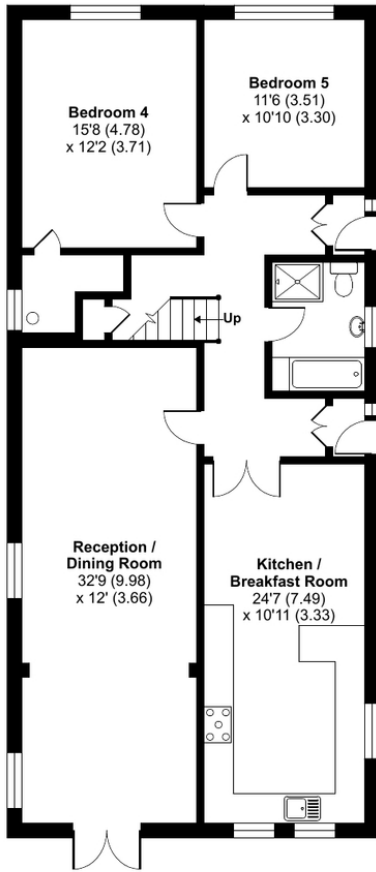 Bedroom 4
15'8 (4.78)
x 12'2 (3.71)
Bedroom 5
11'6 (3.51)
x 10'10 (3.30)
Up
Reception /
Dining Room
32'9 (9.98)
x 12' (3.66)
Kitchen /
Breakfast Room
24'7 (7.49)
x 10'11 (3.33)